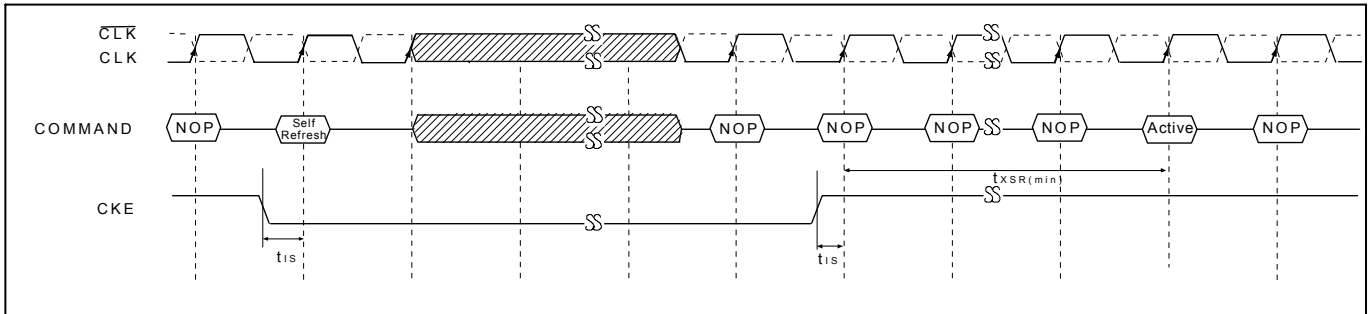 CLK
CLK
COMMAND NOP Self Refresh NOP NOP NOP NOP Active NOP
tXSR(min)
CKE
tIS tIS